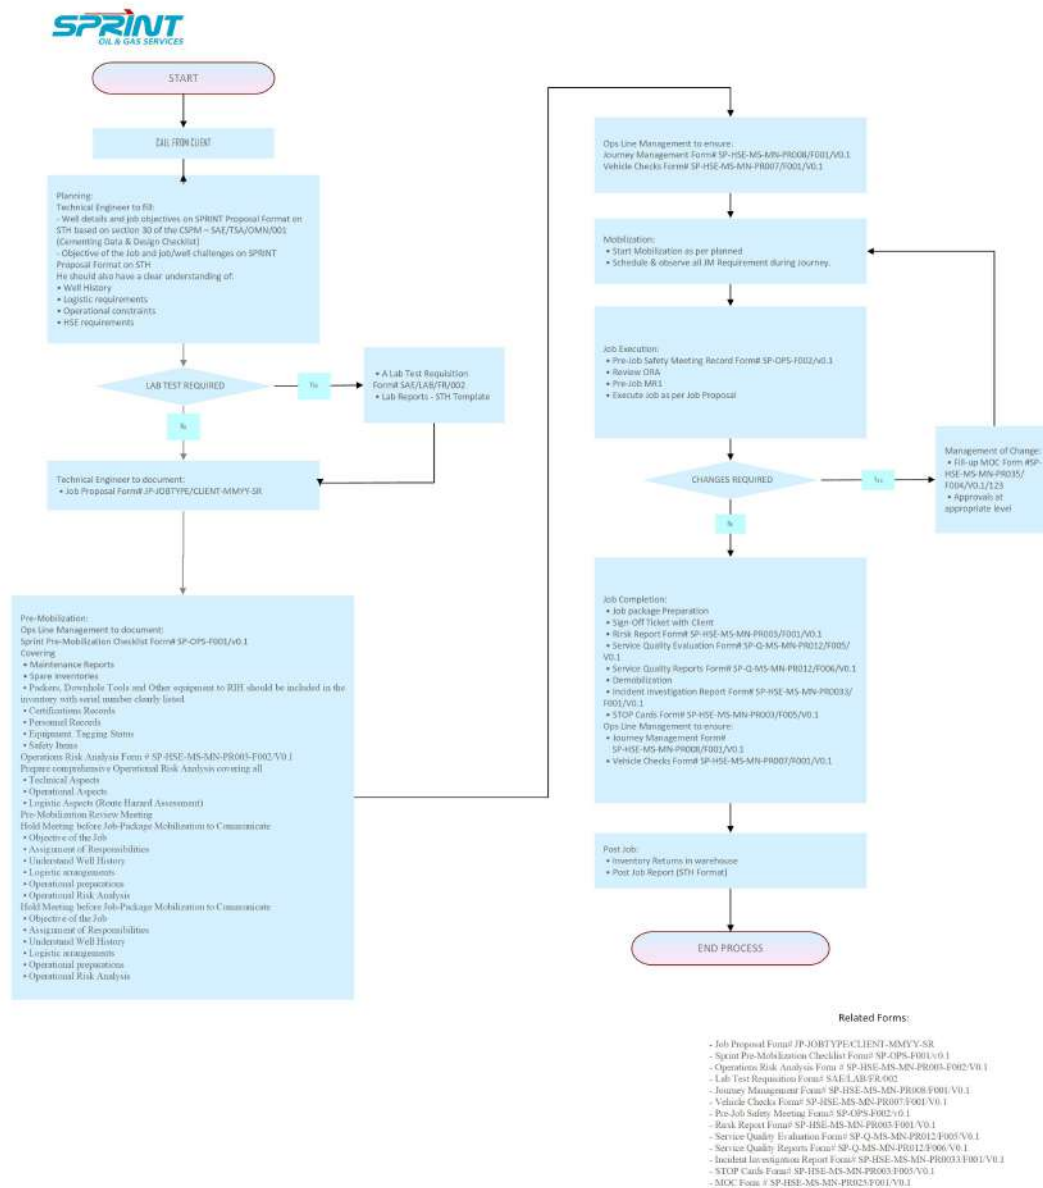 SPRINT
OIL & GAS SERVICES
START
CALL FROM CLIENT
Planning:
Technical Engineer to fill:
- Well details and job objectives on SPRINT Proposal Format on
STH based on section 30 of the CSPM – SAE/TSA/OMN/001
(Cementing Data & Design Checklist)
- Objective of the Job and job/well challenges on SPRINT
Proposal Format on STH
He should also have a clear understanding of:
• Well History
• Logistic requirements
• Operational constraints
• HSE requirements
LAB TEST REQUIRED
Yes
• A Lab Test Requisition
Form# SAE/LAB/FR/002
• Lab Reports - STH Template
No
Technical Engineer to document:
• Job Proposal Form# JP-JOBTYPE/CLIENT-MMYY-SR
Pre-Mobilization:
Ops Line Management to document:
Sprint Pre-Mobilization Checklist Form# SP-OPS-F001/v0.1
Covering
• Maintenance Reports
• Spare Inventories
• Packers, Downhole Tools and Other equipment to RIH should be included in the
inventory with serial number clearly listed
• Certifications Records
• Personnel Records
• Equipment Tagging Status
• Safety Items
Operations Risk Analysis Form # SP-HSE-MS-MN-PR003-F002/V0.1
Prepare comprehensive Operational Risk Analysis covering all
• Technical Aspects
• Operational Aspects
• Logistic Aspects (Route Hazard Assessment)
Pre-Mobilization Review Meeting
Hold Meeting before Job-Package Mobilization to Communicate
• Objective of the Job
• Assignment of Responsibilities
• Understand Well History
• Logistic arrangements
• Operational preparations
• Operational Risk Analysis
Hold Meeting before Job-Package Mobilization to Communicate
• Objective of the Job
• Assignment of Responsibilities
• Understand Well History
• Logistic arrangements
• Operational preparations
• Operational Risk Analysis
Ops Line Management to ensure:
Journey Management Form# SP-HSE-MS-MN-PR008/F001/V0.1
Vehicle Checks Form# SP-HSE-MS-MN-PR007/F001/V0.1
Mobilization:
• Start Mobilization as per planned
• Schedule & observe all JM Requirement during Journey.
Job Execution:
• Pre-Job Safety Meeting Record Form# SP-OPS-F002/v0.1
• Review ORA
• Pre-Job MR1
• Execute Job as per Job Proposal
CHANGES REQUIRED
Yes
Management of Change:
• Fill-up MOC Form #SP-
HSE-MS-MN-PR035/
F004/V0.1/123
• Approvals at
appropriate level
No
Job Completion:
• Job package Preparation
• Sign-Off Ticket with Client
• Rirsk Report Form# SP-HSE-MS-MN-PR003/F001/V0.1
• Service Quality Evaluation Form# SP-Q-MS-MN-PR012/F005/
V0.1
• Service Quality Reports Form# SP-Q-MS-MN-PR012/F006/V0.1
• Demobilization
• Incident Investigation Report Form# SP-HSE-MS-MN-PR0033/
F001/V0.1
• STOP Cards Form# SP-HSE-MS-MN-PR003/F005/V0.1
Ops Line Management to ensure:
• Journey Management Form#
SP-HSE-MS-MN-PR008/F001/V0.1
• Vehicle Checks Form# SP-HSE-MS-MN-PR007/F001/V0.1
Post Job:
• Inventory Returns in warehouse
• Post Job Report (STH Format)
END PROCESS
Related Forms:
- Job Proposal Form# JP-JOBTYPE/CLIENT-MMYY-SR
- Sprint Pre-Mobilization Checklist Form# SP-OPS-F001/v0.1
- Operations Risk Analysis Form # SP-HSE-MS-MN-PR003-F002/V0.1
- Lab Test Requisition Form# SAE/LAB/FR/002
- Journey Management Form# SP-HSE-MS-MN-PR008/F001/V0.1
- Vehicle Checks Form# SP-HSE-MS-MN-PR007/F001/V0.1
- Pre-Job Safety Meeting Form# SP-OPS-F002/v0.1
- Rirsk Report Form# SP-HSE-MS-MN-PR003/F001/V0.1
- Service Quality Evaluation Form# SP-Q-MS-MN-PR012/F005/V0.1
- Service Quality Reports Form# SP-Q-MS-MN-PR012/F006/V0.1
- Incident Investigation Report Form# SP-HSE-MS-MN-PR0033/F001/V0.1
- STOP Cards Form# SP-HSE-MS-MN-PR003/F005/V0.1
- MOC Form # SP-HSE-MS-MN-PR025/F001/V0.1